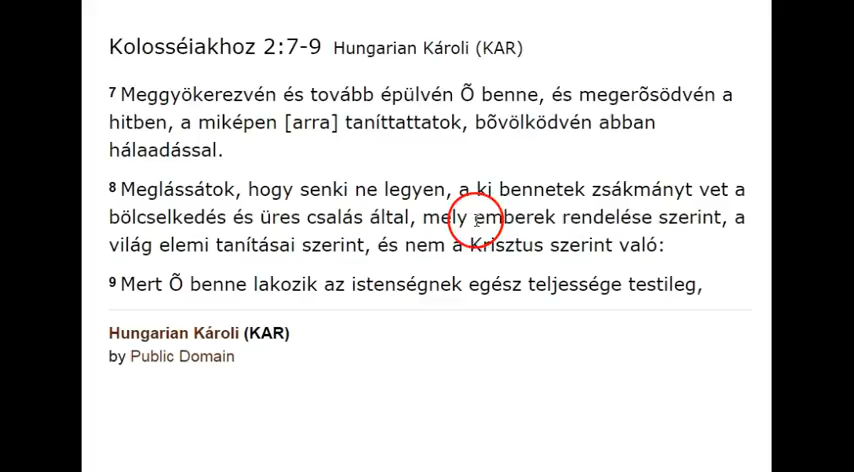 Kolosséiakhoz 2:7-9 Hungarian Károli (KAR)
7 Meggyökerezvén és tovább épülvén Õ benne, és megerõsödvén a
hitben, a miképen [arra] taníttattatok, bõvölködvén abban
hálaadással.
8 Meglássátok, hogy senki ne legyen, a ki bennetek zsákmányt vet a
bölcselkedés és üres csalás által, mely emberek rendelése szerint, a
világ elemi tanításai szerint, és nem a Krisztus szerint való:
9 Mert Õ benne lakozik az istenségnek egész teljessége testileg,
Hungarian Károli (KAR)
by Public Domain